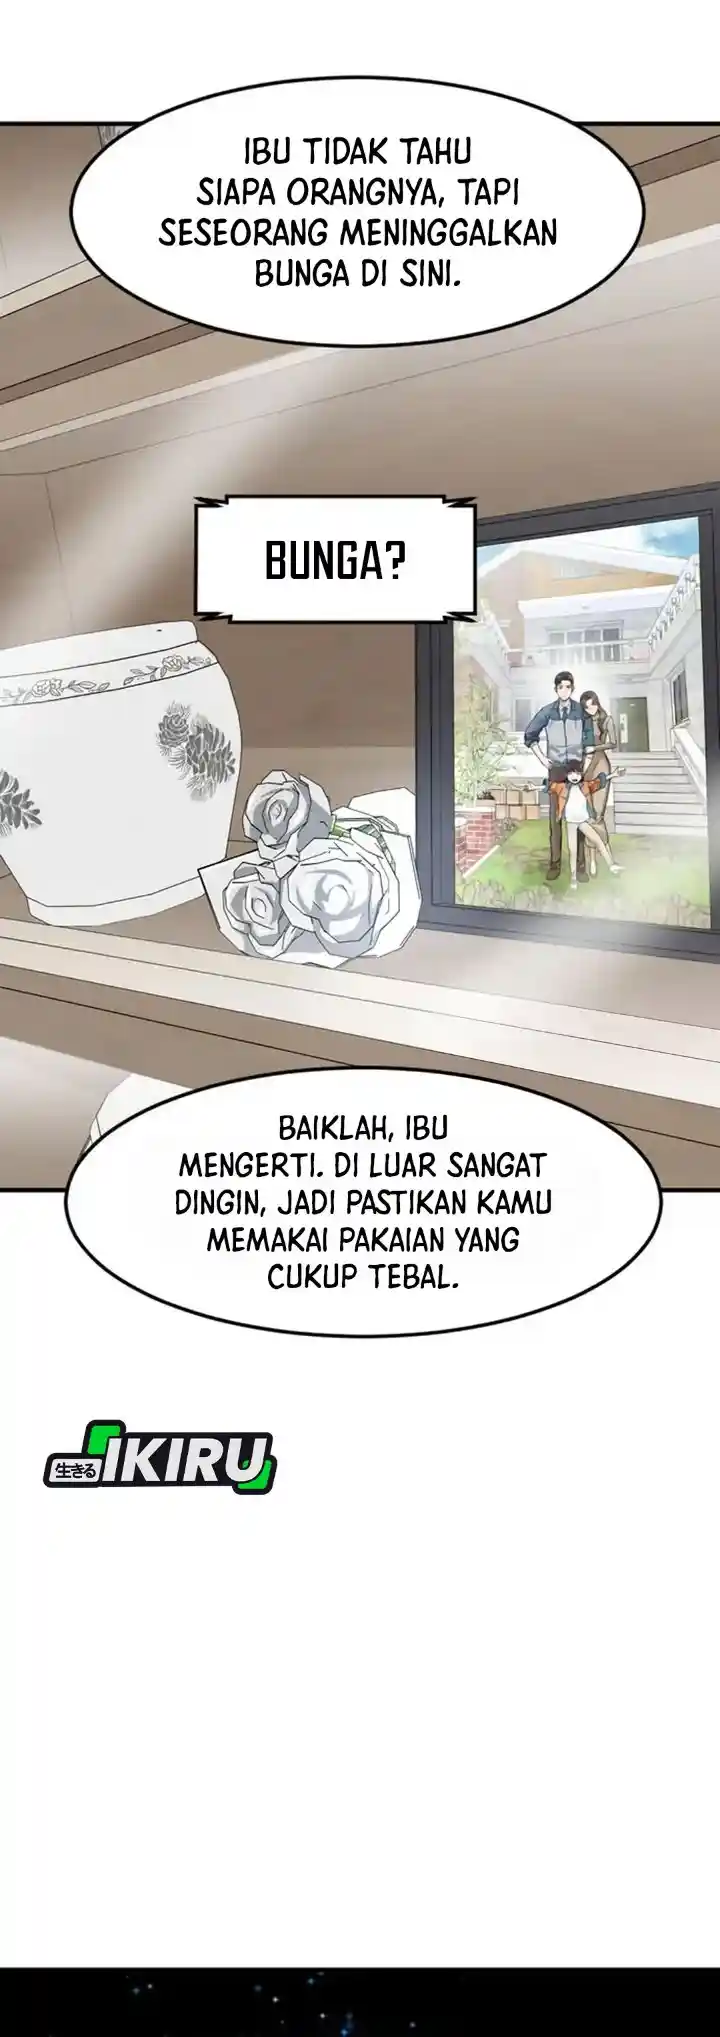 IBU TIDAK TAHU
SIAPA ORANGNYA, TAPI
SESEORANG MENINGGALKAN
BUNGA DI SINI.
BUNGA?
BAIKLAH, IBU
MENGERTI. DI LUAR SANGAT
DINGIN, JADI PASTIKAN KAMU
MEMAKAI PAKAIAN YANG
CUKUP TEBAL.
生きる IKIRU